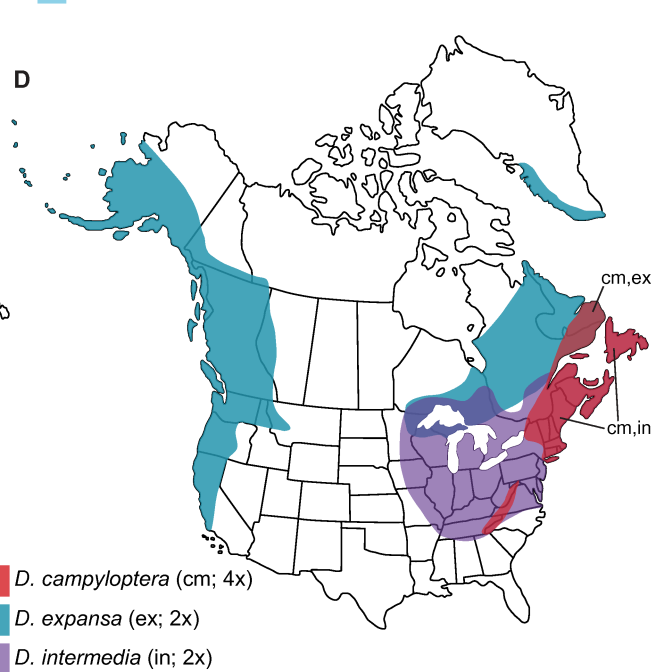 D
cm,ex
cm,in
D. campyloptera (cm; 4x)
D. expansa (ex; 2x)
D. intermedia (in; 2x)